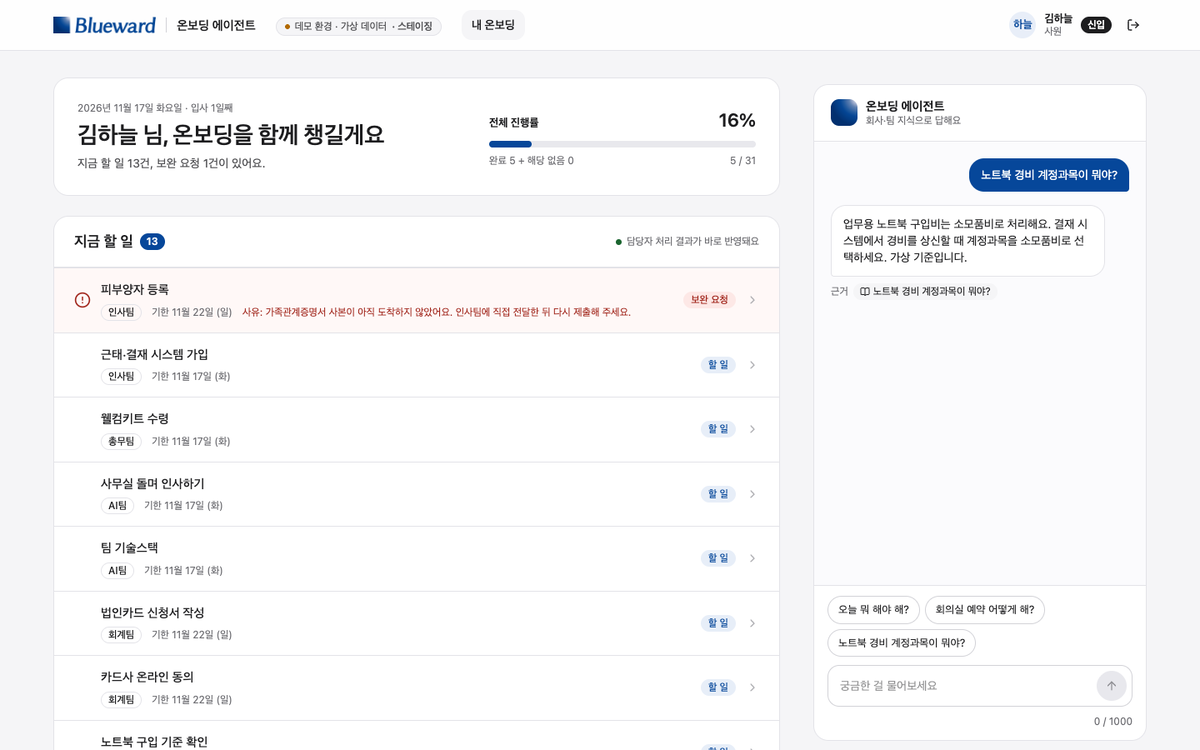 Blueward
온보딩 에이전트
데모 환경 · 가상 데이터 · 스테이징
내 온보딩
하늘
김하늘
사원
신입
2026년 11월 17일 화요일 · 입사 1일째
김하늘 님, 온보딩을 함께 챙길게요
지금 할 일 13건, 보완 요청 1건이 있어요.
전체 진행률
16%
완료 5 + 해당 없음 0
5 / 31
지금 할 일 13
담당자 처리 결과가 바로 반영돼요
피부양자 등록
인사팀 기한 11월 22일 (일) 사유: 가족관계증명서 사본이 아직 도착하지 않았어요. 인사팀에 직접 전달한 뒤 다시 제출해 주세요.
보완 요청
근태·결재 시스템 가입
인사팀 기한 11월 17일 (화)
할 일
웰컴키트 수령
총무팀 기한 11월 17일 (화)
할 일
사무실 돌며 인사하기
AI팀 기한 11월 17일 (화)
할 일
팀 기술스택
AI팀 기한 11월 17일 (화)
할 일
법인카드 신청서 작성
회계팀 기한 11월 22일 (일)
할 일
카드사 온라인 동의
회계팀 기한 11월 22일 (일)
할 일
노트북 구입 기준 확인
할 일
온보딩 에이전트
회사·팀 지식으로 답해요
노트북 경비 계정과목이 뭐야?
업무용 노트북 구입비는 소모품비로 처리해요. 결재 시
스템에서 경비를 상신할 때 계정과목을 소모품비로 선
택하세요. 가상 기준입니다.
근거 노트북 경비 계정과목이 뭐야?
오늘 뭐 해야 해?
회의실 예약 어떻게 해?
노트북 경비 계정과목이 뭐야?
궁금한 걸 물어보세요
0 / 1000